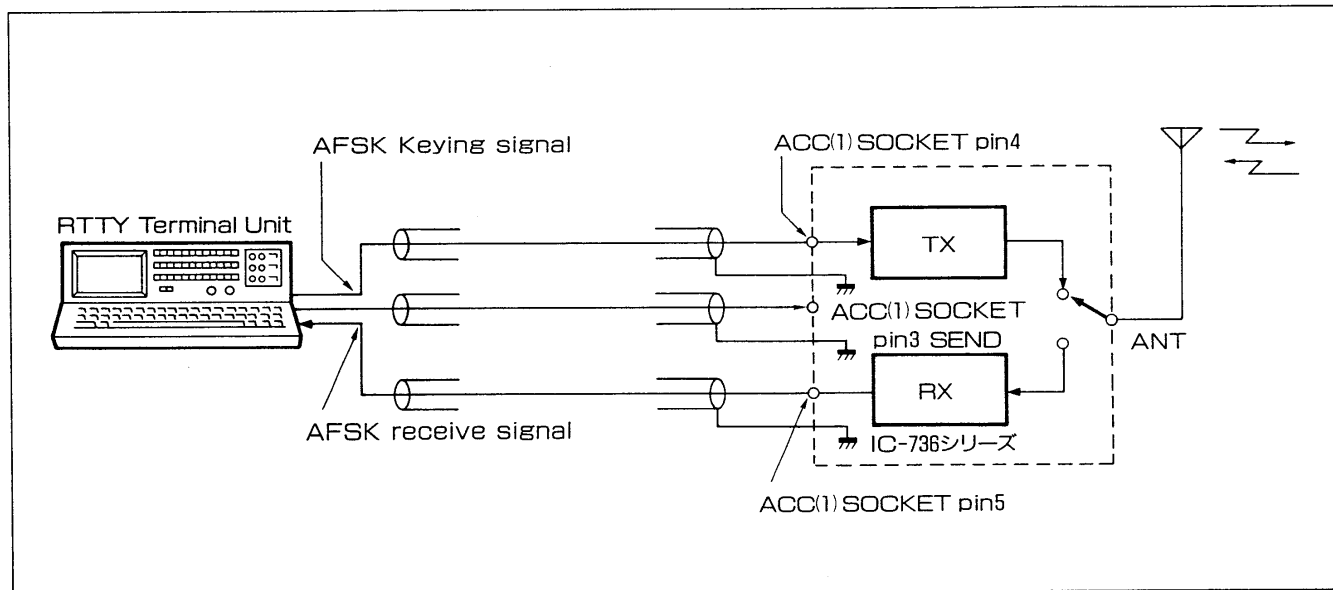 AFSK Keying signal
ACC(1) SOCKET pin4
RTTY Terminal Unit
TX
ACC(1) SOCKET
pin3 SEND
ANT
RX
AFSK receive signal
IC-736シリーズ
ACC(1) SOCKET pin5